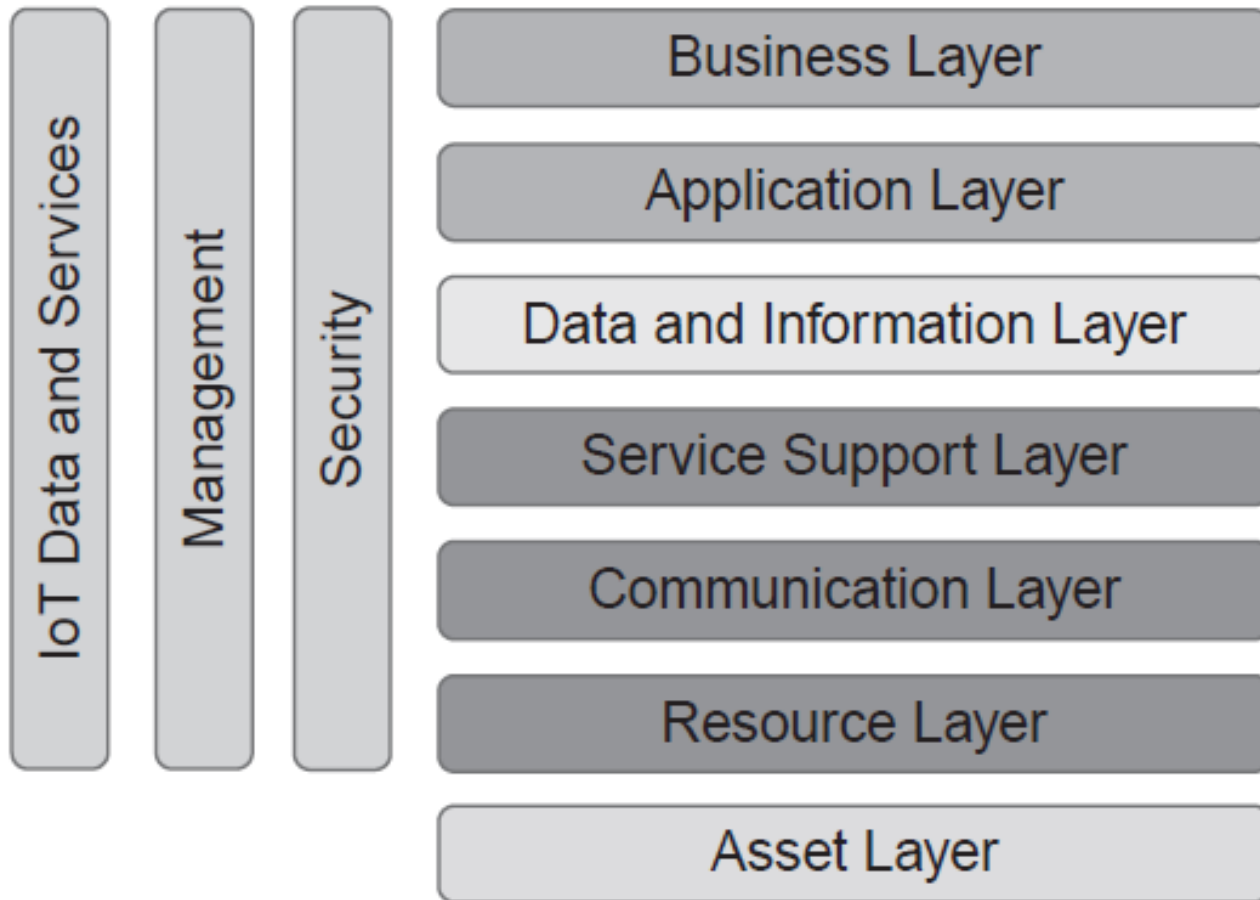 IoT Data and Services
Management
Security
Business Layer
Application Layer
Data and Information Layer
Service Support Layer
Communication Layer
Resource Layer
Asset Layer